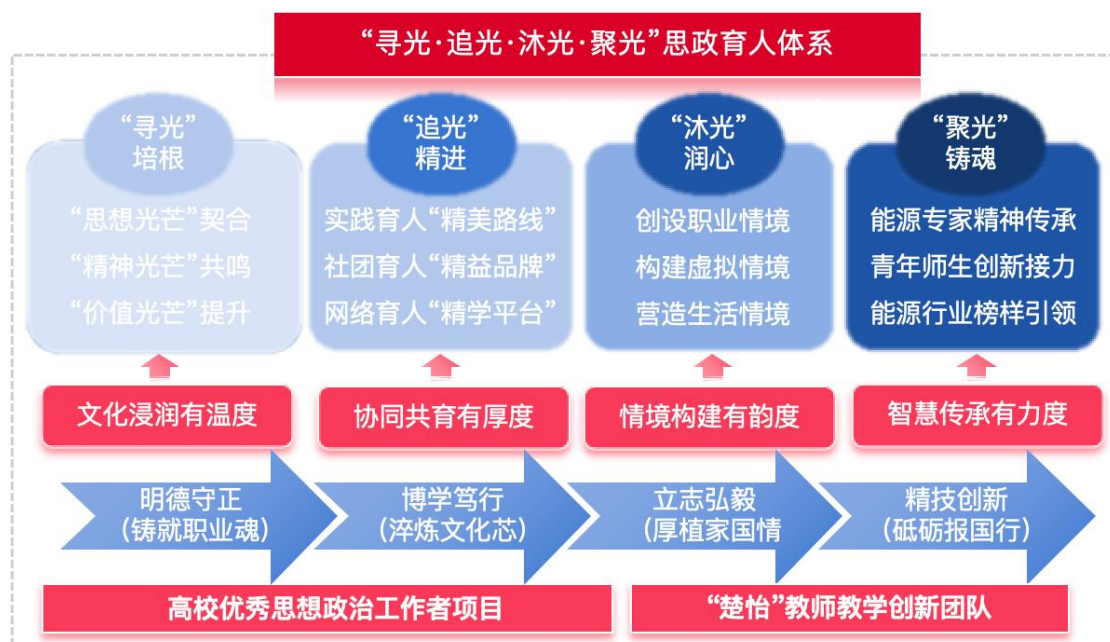 “寻光·追光·沐光·聚光”思政育人体系
“寻光”
培根
“思想光芒”契合
“精神光芒”共鸣
“价值光芒”提升
“追光”
精进
实践育人“精美路线”
社团育人“精益品牌”
网络育人“精学平台”
“沐光”
润心
创设职业情境
构建虚拟情境
营造生活情境
“聚光”
铸魂
能源专家精神传承
青年师生创新接力
能源行业榜样引领
文化浸润有温度
协同共育有厚度
情境构建有韵度
智慧传承有力度
明德守正
（铸就职业魂）
博学笃行
（淬炼文化芯）
立志弘毅
（厚植家国情
精技创新
（砥砺报国行）
高校优秀思想政治工作者项目
“楚怡”教师教学创新团队